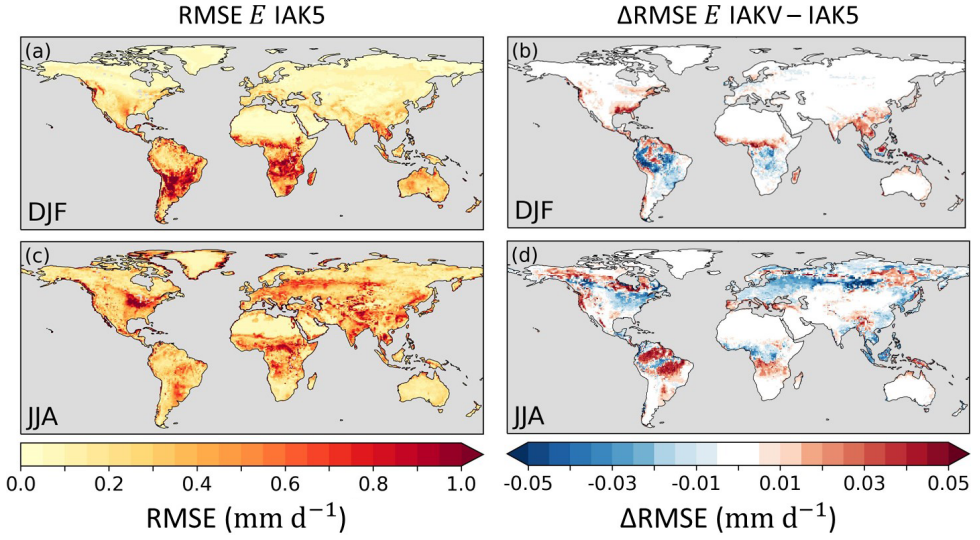 RMSE E IAK5
ΔRMSE E IAKV – IAK5
(a)
DJF
(b)
DJF
(c)
JJA
(d)
JJA
0.0 0.2 0.4 0.6 0.8 1.0
-0.05 -0.03 -0.01 0.01 0.03 0.05
RMSE (mm d⁻¹)
ΔRMSE (mm d⁻¹)